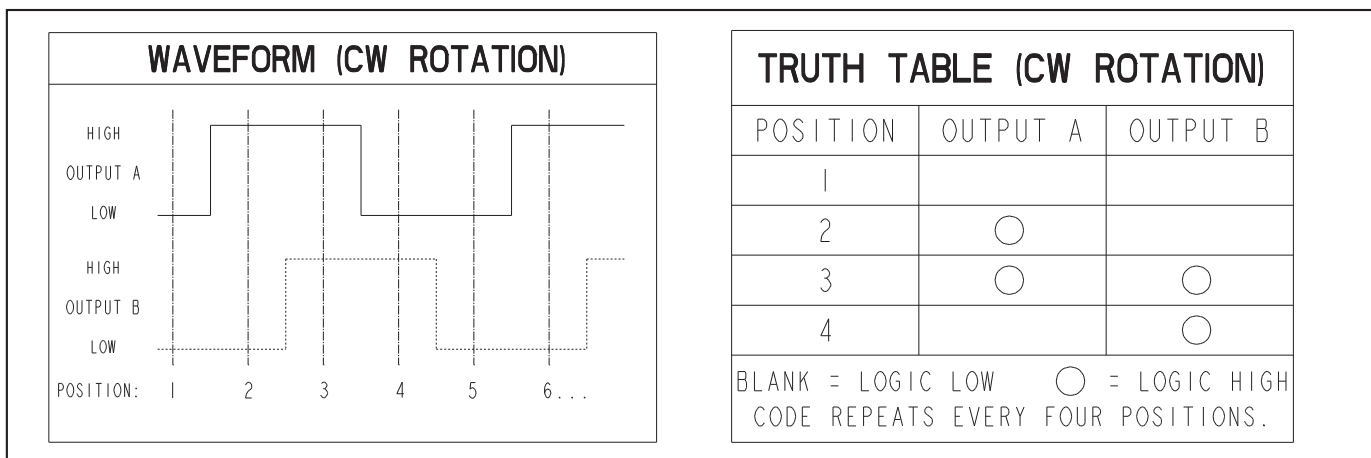 WAVEFORM (CW ROTATION)
HIGH
OUTPUT A
LOW
HIGH
OUTPUT B
LOW
POSITION: 1 2 3 4 5 6...
TRUTH TABLE (CW ROTATION)
POSITION OUTPUT A OUTPUT B
1
2 ○
3 ○ ○
4 ○
BLANK = LOGIC LOW ○ = LOGIC HIGH
CODE REPEATS EVERY FOUR POSITIONS.